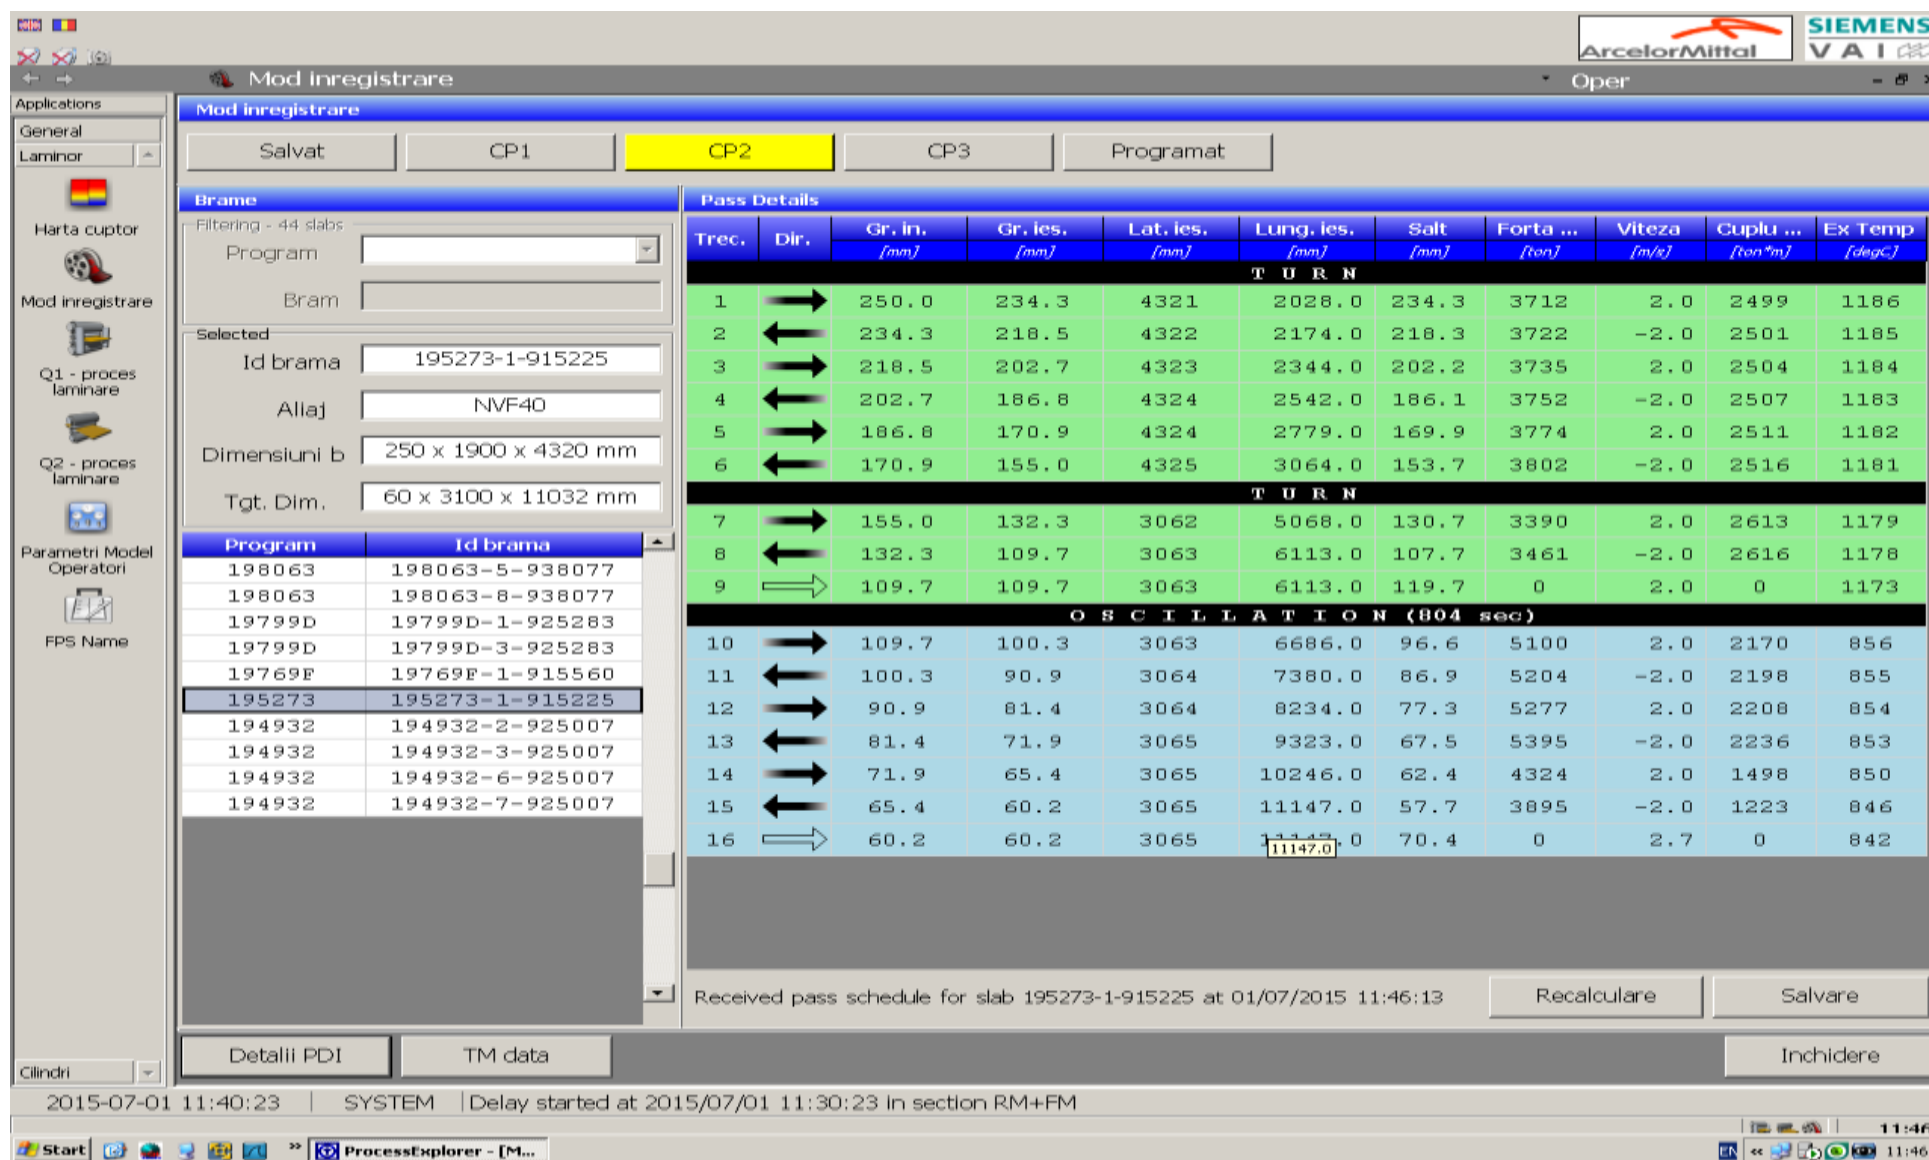 ArcelorMittal
SIEMENS
VAI
Mod inregistrare
Oper
Applications
General
Laminor
Harta cuptor
Mod inregistrare
Q1 - proces
laminare
Q2 - proces
laminare
Parametri Model
Operatori
FPS Name
Cilindri
Mod inregistrare
Salvat CP1 CP2 CP3 Programat
Brame
Filtering - 44 slabs
Program
Bram
Selected
Id brama 195273-1-915225
Aliaj NVF40
Dimensiuni b 250 x 1900 x 4320 mm
Tgt. Dim. 60 x 3100 x 11032 mm
Program Id brama
198063 198063-5-938077
198063 198063-8-938077
19799D 19799D-1-925283
19799D 19799D-3-925283
19769F 19769F-1-915560
195273 195273-1-915225
194932 194932-2-925007
194932 194932-3-925007
194932 194932-6-925007
194932 194932-7-925007
Pass Details
Trec. Dir. Gr. in. Gr. ies. Lat. ies. Lung. ies. Salt Forta ... Viteza Cuplu ... Ex Temp
[mm] [mm] [mm] [mm] [mm] [ton] [m/s] [ton*m] [degC]
T U R N
1 250.0 234.3 4321 2028.0 234.3 3712 2.0 2499 1186
2 234.3 218.5 4322 2174.0 218.3 3722 -2.0 2501 1185
3 218.5 202.7 4323 2344.0 202.2 3735 2.0 2504 1184
4 202.7 186.8 4324 2542.0 186.1 3752 -2.0 2507 1183
5 186.8 170.9 4324 2779.0 169.9 3774 2.0 2511 1182
6 170.9 155.0 4325 3064.0 153.7 3802 -2.0 2516 1181
T U R N
7 155.0 132.3 3062 5068.0 130.7 3390 2.0 2613 1179
8 132.3 109.7 3063 6113.0 107.7 3461 -2.0 2616 1178
9 109.7 109.7 3063 6113.0 119.7 0 2.0 0 1173
O S C I L L A T I O N (804 sec)
10 109.7 100.3 3063 6686.0 96.6 5100 2.0 2170 856
11 100.3 90.9 3064 7380.0 86.9 5204 -2.0 2198 855
12 90.9 81.4 3064 8234.0 77.3 5277 2.0 2208 854
13 81.4 71.9 3065 9323.0 67.5 5395 -2.0 2236 853
14 71.9 65.4 3065 10246.0 62.4 4324 2.0 1498 850
15 65.4 60.2 3065 11147.0 57.7 3895 -2.0 1223 846
16 60.2 60.2 3065 11147.0 70.4 0 2.7 0 842
11147.0
Received pass schedule for slab 195273-1-915225 at 01/07/2015 11:46:13
Recalculare Salvare
Detalii PDI TM data Inchidere
2015-07-01 11:40:23 | SYSTEM | Delay started at 2015/07/01 11:30:23 in section RM+FM
11:46
Start » ProcessExplorer - [M... EN « 11:46